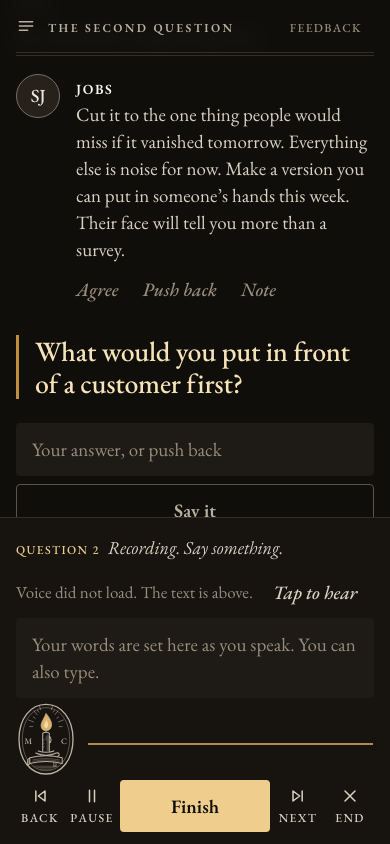 THE SECOND QUESTION
FEEDBACK
SJ
JOBS
Cut it to the one thing people would
miss if it vanished tomorrow. Everything
else is noise for now. Make a version you
can put in someone’s hands this week.
Their face will tell you more than a
survey.
Agree Push back Note
What would you put in front
of a customer first?
Your answer, or push back
Say it
QUESTION 2 Recording. Say something.
Voice did not load. The text is above. Tap to hear
Your words are set here as you speak. You can
also type.
M C
BACK PAUSE Finish NEXT END